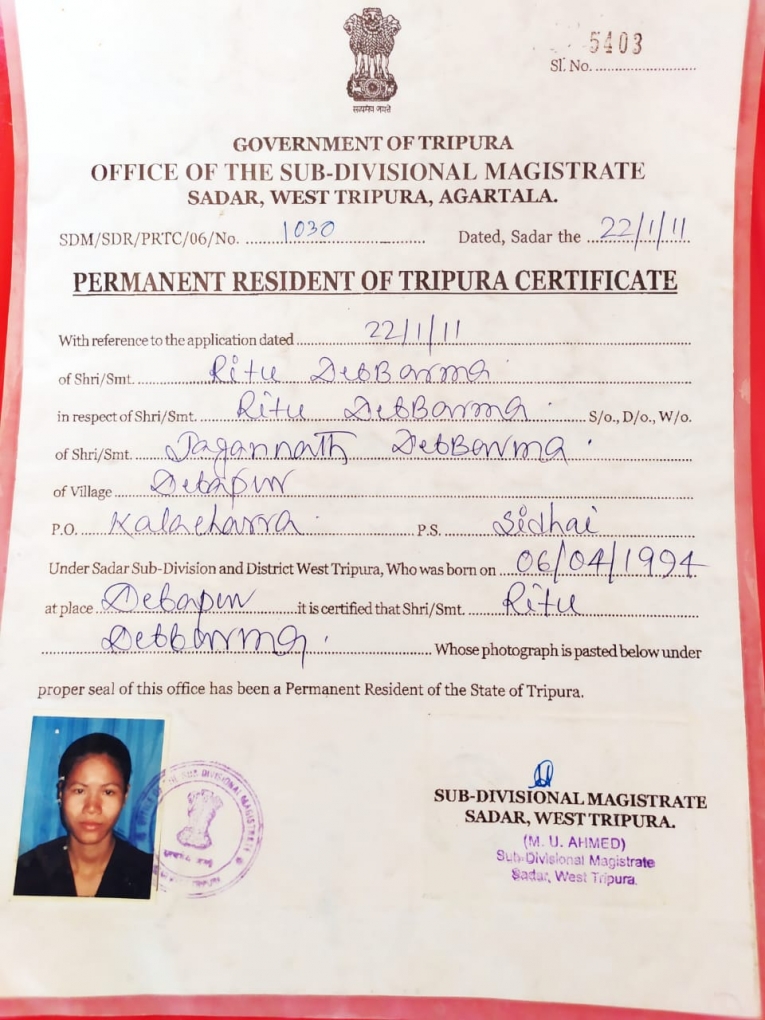 5403
Sl. No. ..........................
सत्यमेव जयते
GOVERNMENT OF TRIPURA
OFFICE OF THE SUB-DIVISIONAL MAGISTRATE
SADAR, WEST TRIPURA, AGARTALA.
SDM/SDR/PRTC/06/No. 1030 Dated, Sadar the 22/1/11
PERMANENT RESIDENT OF TRIPURA CERTIFICATE
With reference to the application dated 22/1/11
of Shri/Smt. Ritu DebBarma
in respect of Shri/Smt. Ritu DebBarma S/o., D/o., W/o.
of Shri/Smt. Jagannath DebBarma
of Village Debapur
P.O. Kalacharra P.S. Sidhai
Under Sadar Sub-Division and District West Tripura, Who was born on 06/04/1994
at place Debapur it is certified that Shri/Smt. Ritu
Debbarma. Whose photograph is pasted below under
proper seal of this office has been a Permanent Resident of the State of Tripura.
SUB DIVISIONAL MAGISTRATE
SUB-DIVISIONAL MAGISTRATE
SADAR, WEST TRIPURA.
(M. U. AHMED)
Sub-Divisional Magistrate
Sadar, West Tripura.